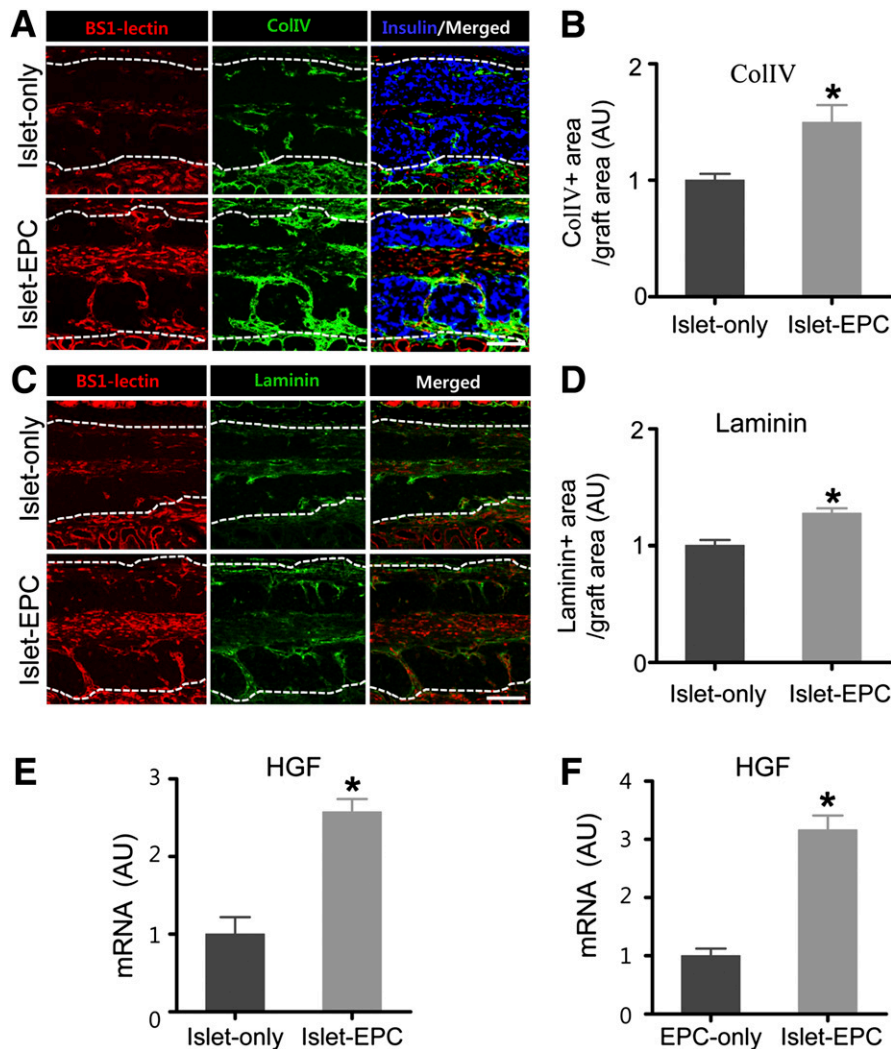 A
BS1-lectin
ColIV
Insulin/Merged
Islet-only
Islet-EPC
B
ColIV
*
ColIV+ area
/graft area (AU)
2
1
0
Islet-only
Islet-EPC
C
BS1-lectin
Laminin
Merged
Islet-only
Islet-EPC
D
Laminin
*
Laminin+ area
/graft area (AU)
2
1
0
Islet-only
Islet-EPC
E
HGF
*
mRNA (AU)
3
2
1
0
Islet-only
Islet-EPC
F
HGF
*
mRNA (AU)
4
3
2
1
0
EPC-only
Islet-EPC